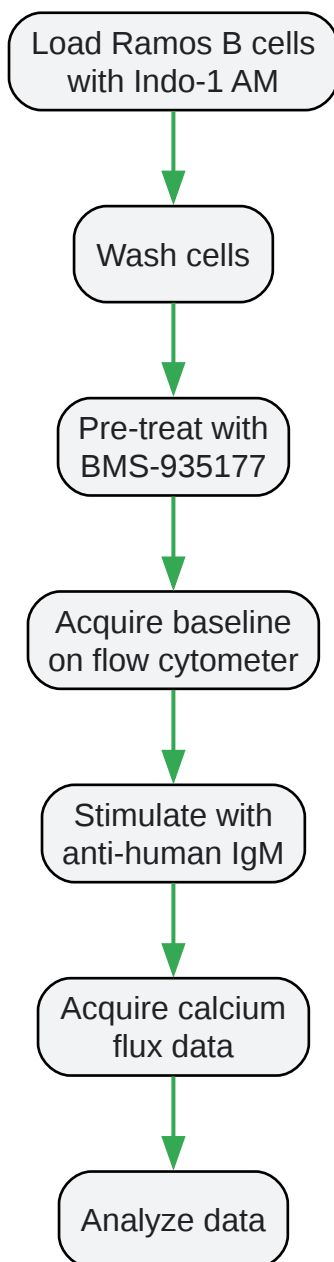 Load Ramos B cells
with Indo-1 AM
Wash cells
Pre-treat with
BMS-935177
Acquire baseline
on flow cytometer
Stimulate with
anti-human IgM
Acquire calcium
flux data
Analyze data